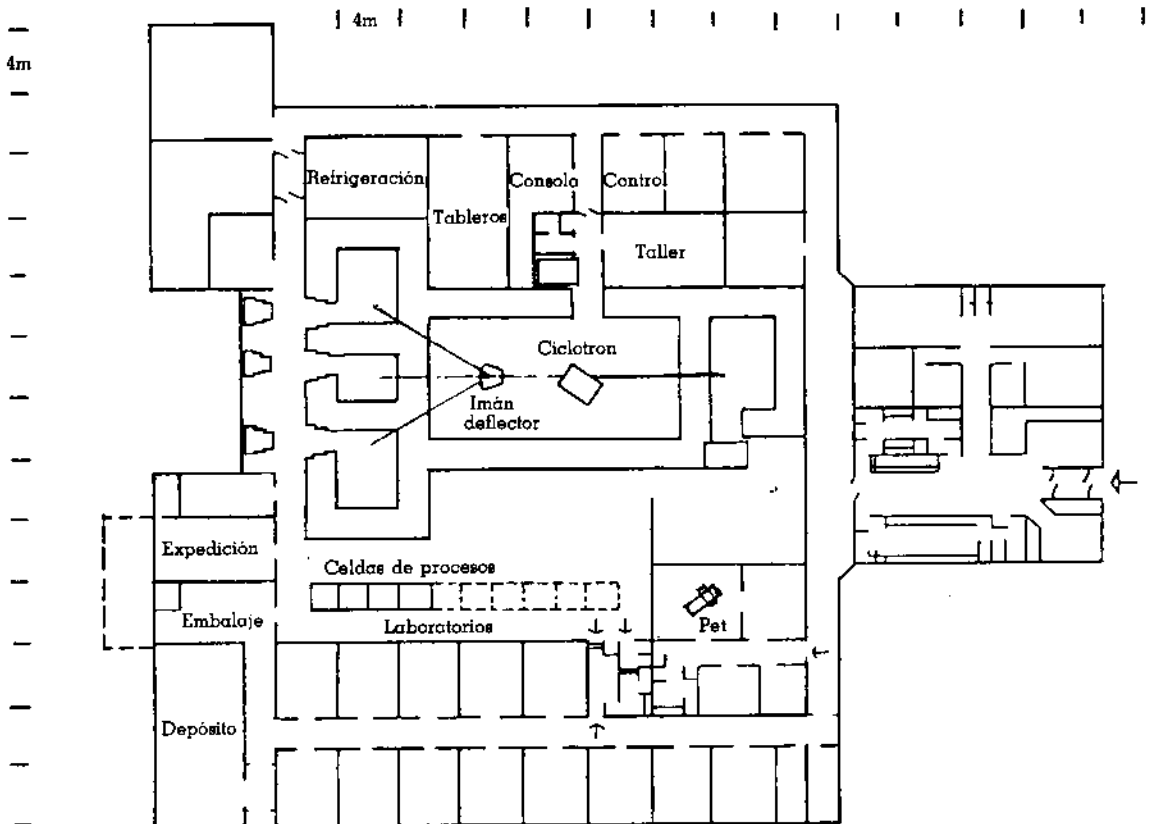 4m
4m
Refrigeración
Consola
Control
Tableros
Taller
Ciclotron
Imán
deflector
Expedición
Celdas de procesos
Embalaje
Laboratorios
Pet
Depósito